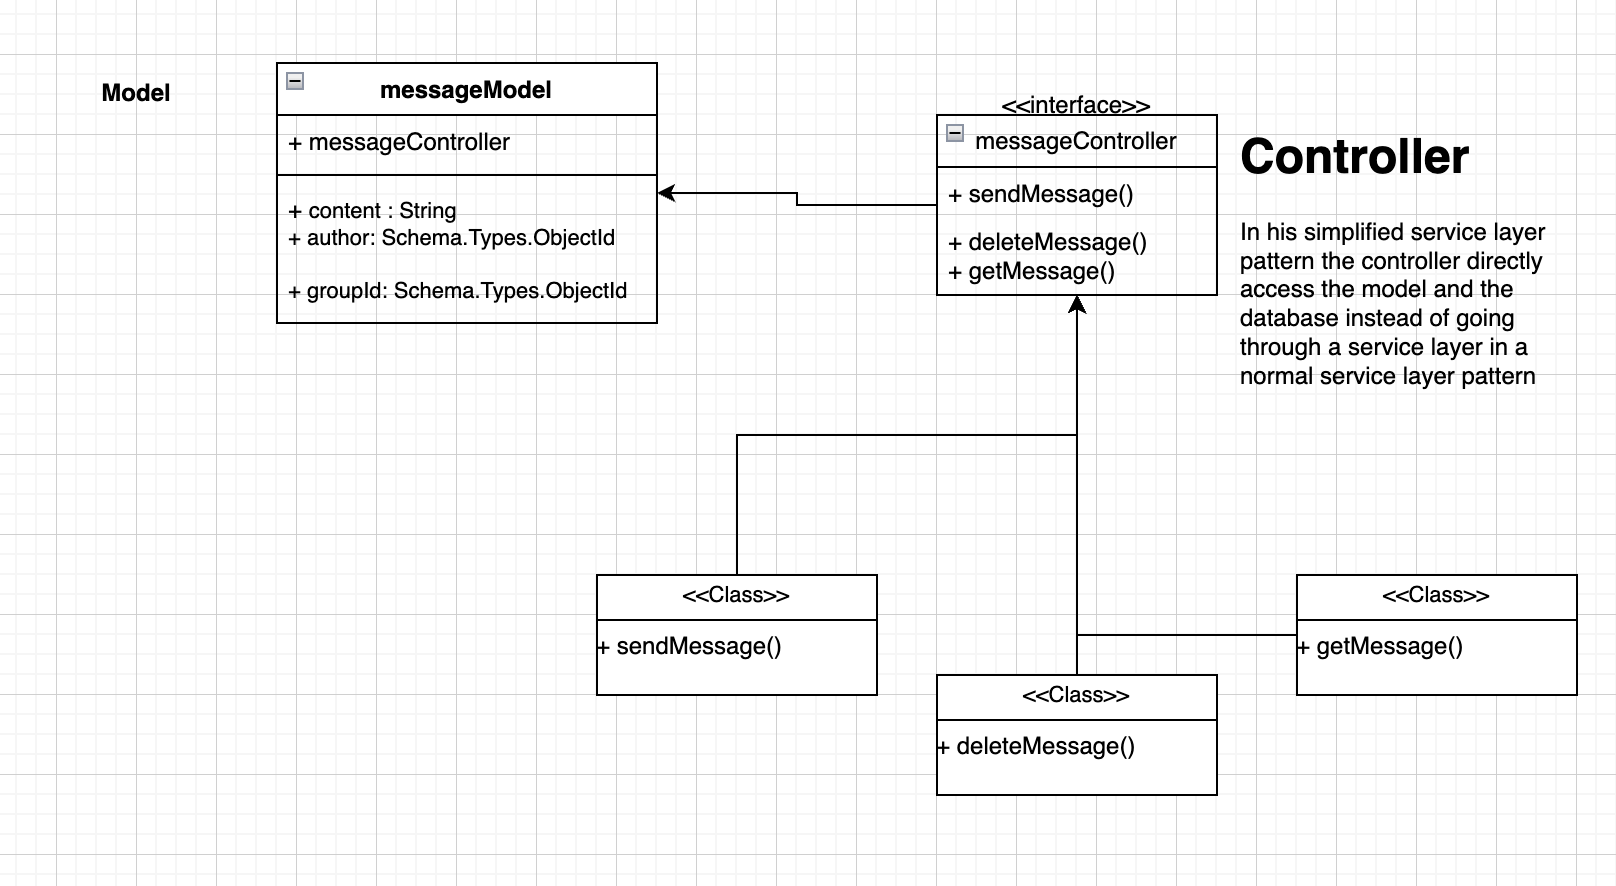 Model
messageModel
+ messageController
+ content : String
+ author: Schema.Types.ObjectId
+ groupId: Schema.Types.ObjectId
<<interface>>
messageController
+ sendMessage()
+ deleteMessage()
+ getMessage()
Controller
In his simplified service layer
pattern the controller directly
access the model and the
database instead of going
through a service layer in a
normal service layer pattern
<<Class>>
+ sendMessage()
<<Class>>
+ deleteMessage()
<<Class>>
+ getMessage()